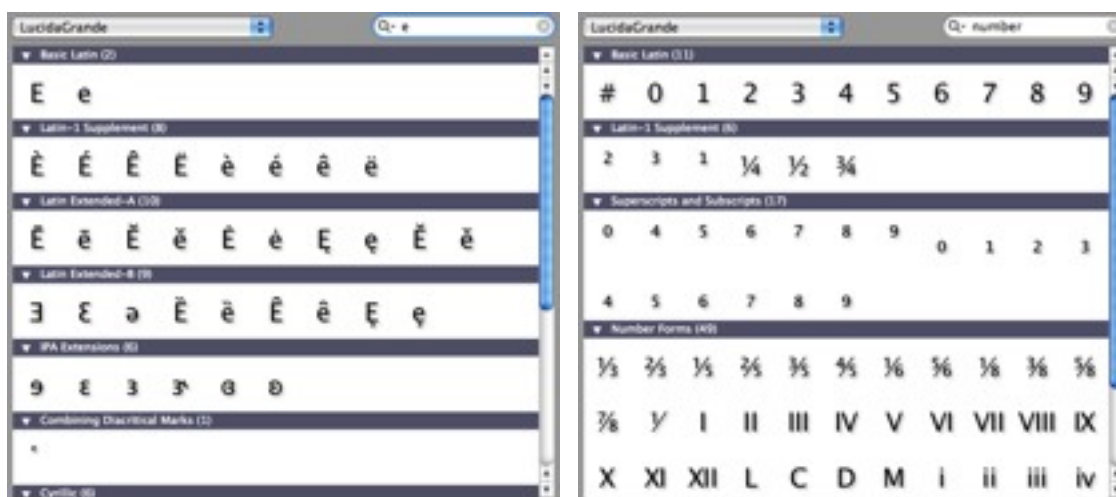 LucidaGrande e
Basic Latin (2)
E e
Latin-1 Supplement (8)
È É Ê Ë è é ê ë
Latin Extended-A (10)
Ē ē Ĕ ĕ Ė ė Ę ę Ě ě
Latin Extended-B (9)
Ǝ Ɛ ǝ Ȅ ȅ Ȇ ȇ Ȩ ȩ
IPA Extensions (6)
ɘ ɛ ɜ ɝ ɞ ʚ
Combining Diacritical Marks (1)
Cyrillic (6)
LucidaGrande number
Basic Latin (11)
# 0 1 2 3 4 5 6 7 8 9
Latin-1 Supplement (6)
² ³ ¹ ¼ ½ ¾
Superscripts and Subscripts (17)
⁰ ⁴ ⁵ ⁶ ⁷ ⁸ ⁹ ₀ ₁ ₂ ₃
₄ ₅ ₆ ₇ ₈ ₉
Number Forms (49)
⅓ ⅔ ⅕ ⅖ ⅗ ⅘ ⅙ ⅚ ⅛ ⅜ ⅝
⅞ ⅟ Ⅰ Ⅱ Ⅲ Ⅳ Ⅴ Ⅵ Ⅶ Ⅷ Ⅸ
Ⅹ Ⅺ Ⅻ Ⅼ Ⅽ Ⅾ Ⅿ ⅰ ⅱ ⅲ ⅳ